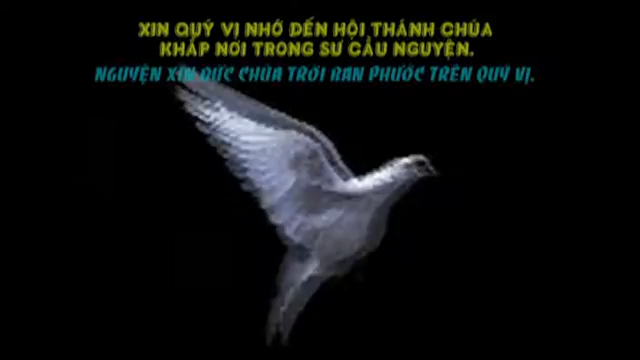 XIN QUÝ VỊ NHỚ ĐẾN HỘI THÁNH CHÚA
KHẮP NƠI TRONG SỰ CẦU NGUYỆN.
NGUYỆN XIN ĐỨC CHÚA TRỜI BAN PHƯỚC TRÊN QUÝ VỊ.